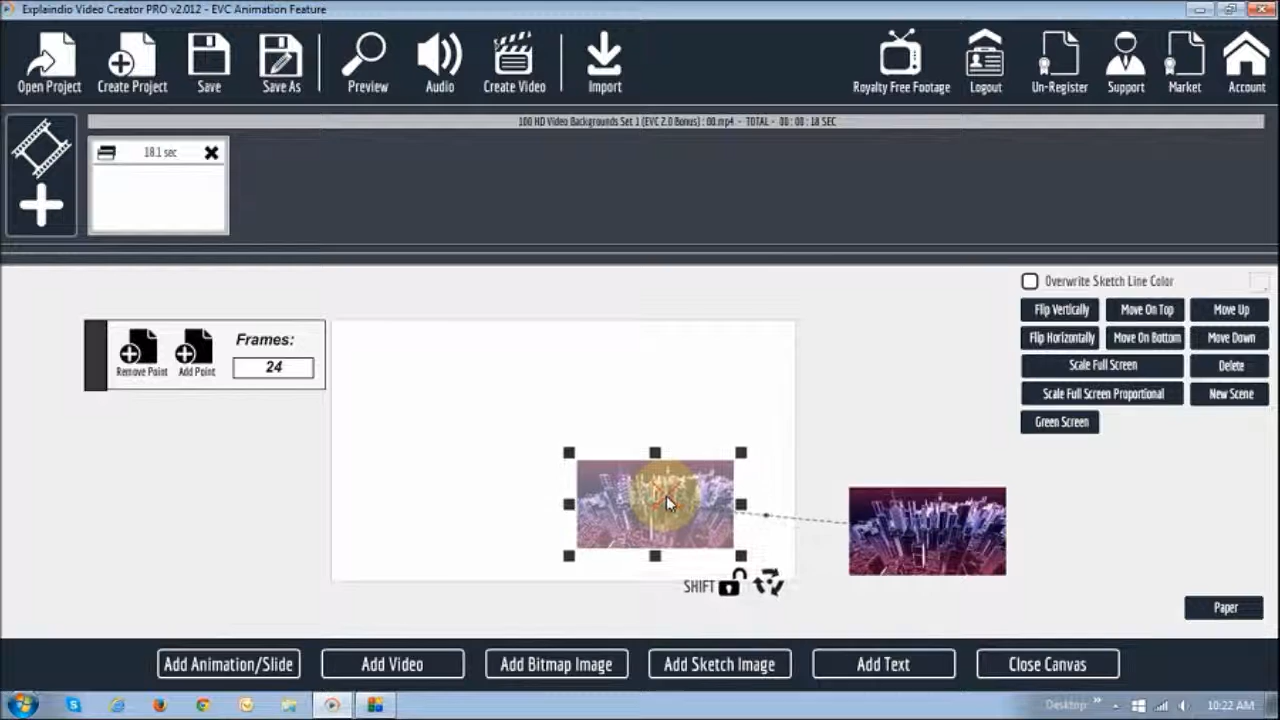 Explaindio Video Creator PRO v2.012 - EVC Animation Feature
Open Project
Create Project
Save
Save As
Preview
Audio
Create Video
Import
Royalty Free Footage
Logout
Un-Register
Support
Market
Account
100 HD Video Backgrounds Set 1 (EVC 2.0 Bonus) : 00.mp4 - TOTAL - 00 : 00 : 18 SEC
18.1 sec
Overwrite Sketch Line Color
Flip Vertically
Move On Top
Move Up
Flip Horizontally
Move On Bottom
Move Down
Scale Full Screen
Delete
Scale Full Screen Proportional
New Scene
Green Screen
Remove Point
Add Point
Frames:
24
SHIFT
Paper
Add Animation/Slide
Add Video
Add Bitmap Image
Add Sketch Image
Add Text
Close Canvas
Desktop
10:22 AM